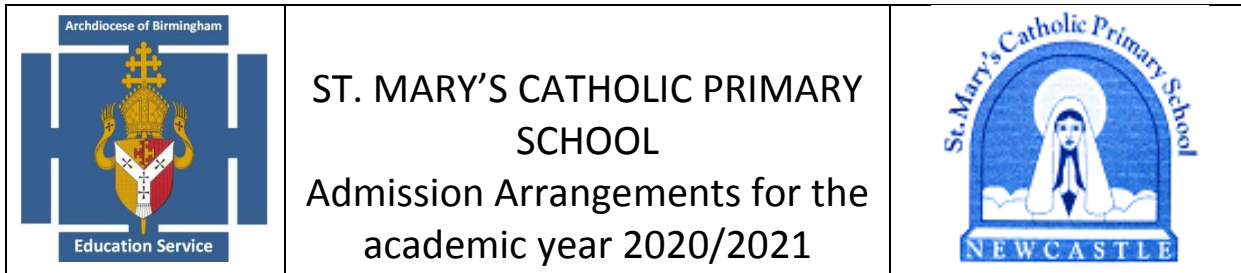 Archdiocese of Birmingham
Education Service
ST. MARY'S CATHOLIC PRIMARY
SCHOOL
Admission Arrangements for the
academic year 2020/2021
St. Mary's Catholic Primary School
NEWCASTLE